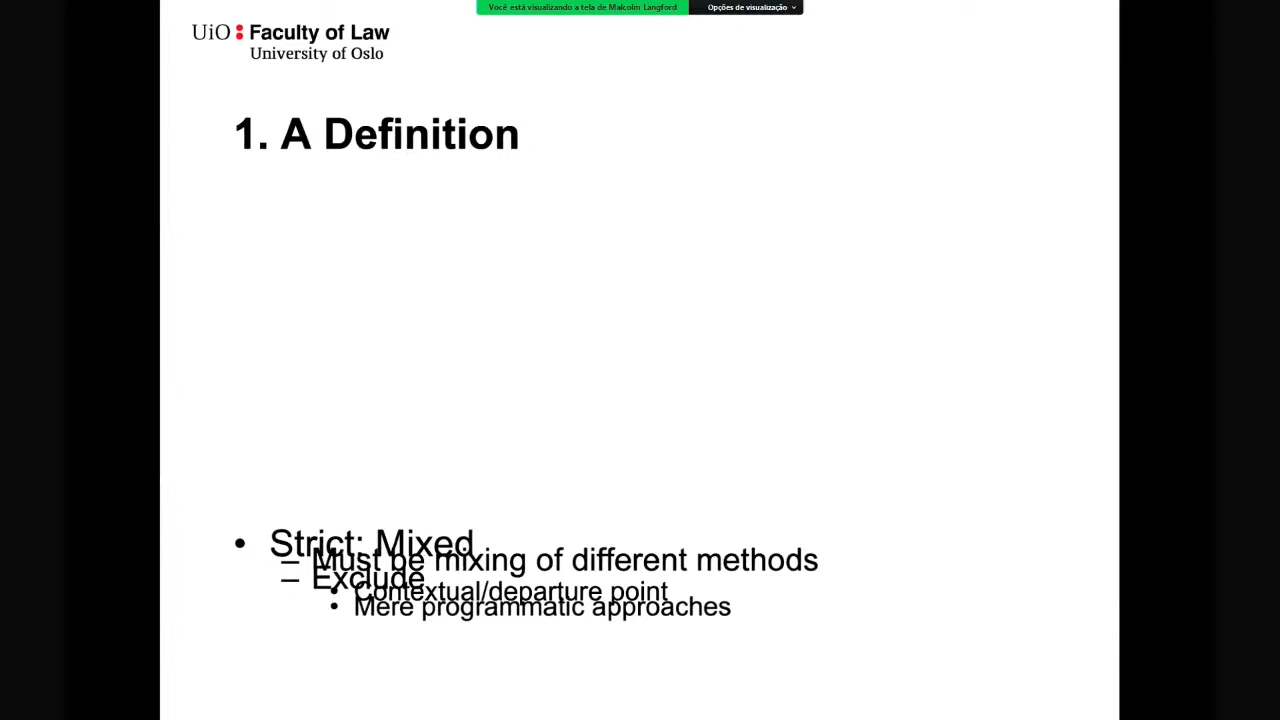 Você está visualizando a tela de Malcolm Langford
Opções de visualização
UiO : Faculty of Law
University of Oslo
1. A Definition
• Strict: Mixed
– Must be mixing of different methods
– Exclude
• Contextual/departure point
• Mere programmatic approaches